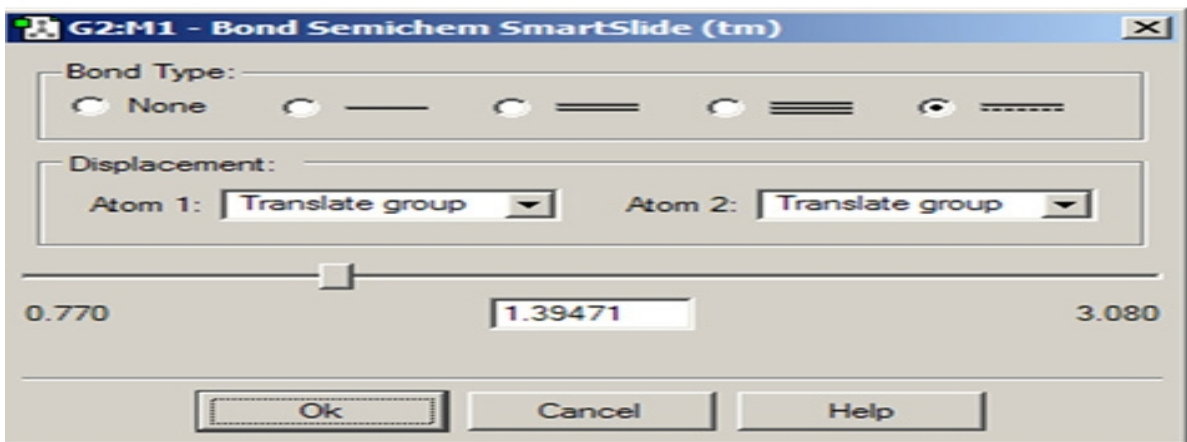 G2:M1 - Bond Semichem SmartSlide (tm)
Bond Type:
None
Displacement:
Atom 1: Translate group Atom 2: Translate group
0.770 1.39471 3.080
Ok Cancel Help